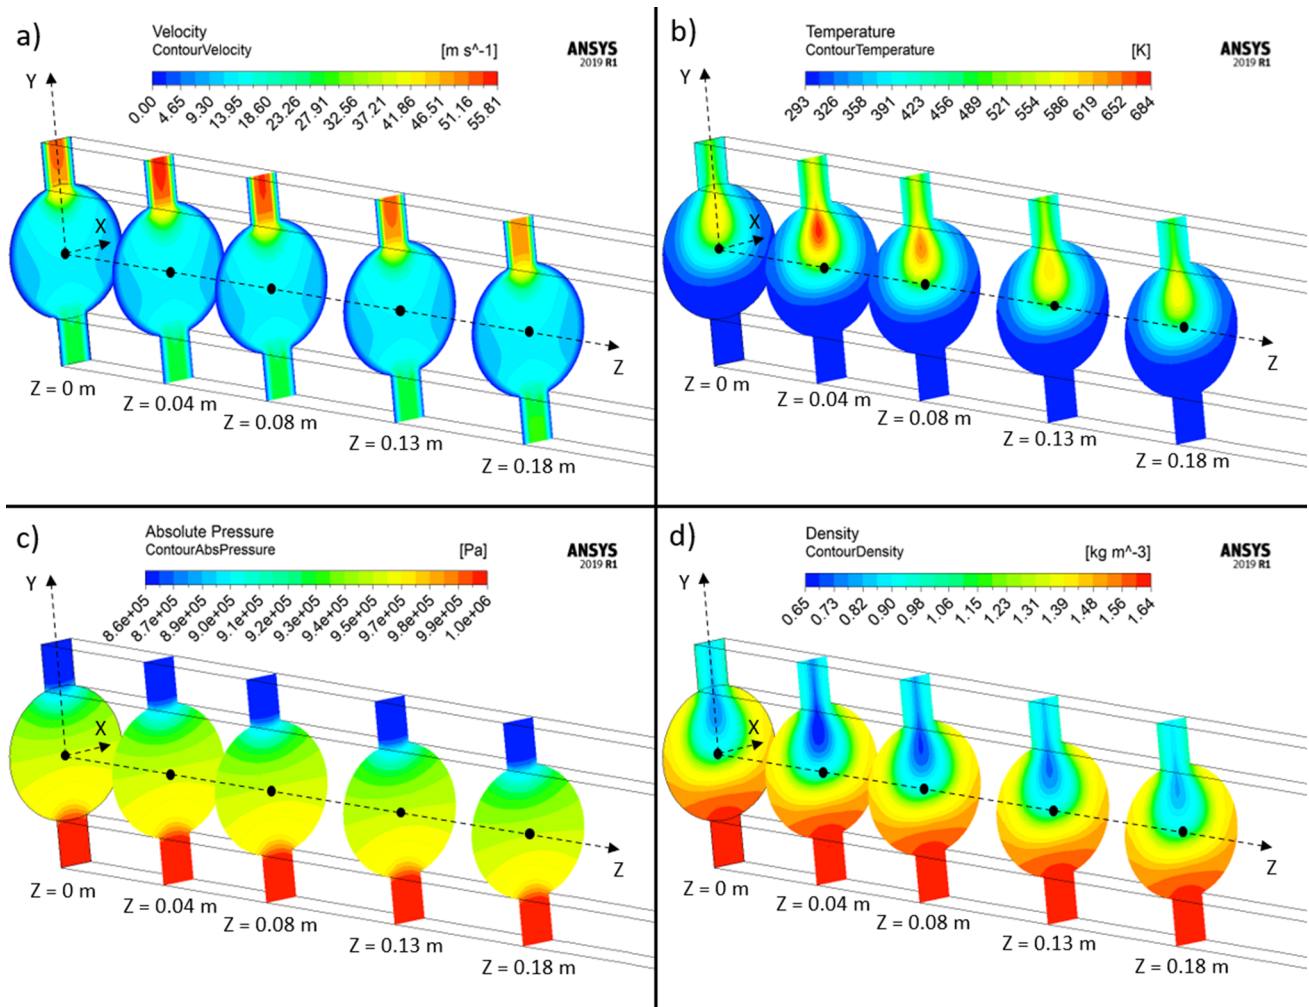 a)
Velocity
ContourVelocity
[m s^-1]
ANSYS
2019 R1
0.00
4.65
9.30
13.95
18.60
23.26
27.91
32.56
37.21
41.86
46.51
51.16
55.81
Y
X
Z
Z = 0 m
Z = 0.04 m
Z = 0.08 m
Z = 0.13 m
Z = 0.18 m
b)
Temperature
ContourTemperature
[K]
ANSYS
2019 R1
293
326
358
391
423
456
489
521
554
586
619
652
684
Y
X
Z
Z = 0 m
Z = 0.04 m
Z = 0.08 m
Z = 0.13 m
Z = 0.18 m
c)
Absolute Pressure
ContourAbsPressure
[Pa]
ANSYS
2019 R1
8.6e+05
8.7e+05
8.9e+05
9.0e+05
9.1e+05
9.2e+05
9.3e+05
9.4e+05
9.5e+05
9.7e+05
9.8e+05
9.9e+05
1.0e+06
Y
X
Z
Z = 0 m
Z = 0.04 m
Z = 0.08 m
Z = 0.13 m
Z = 0.18 m
d)
Density
ContourDensity
[kg m^-3]
ANSYS
2019 R1
0.65
0.73
0.82
0.90
0.98
1.06
1.15
1.23
1.31
1.39
1.48
1.56
1.64
Y
X
Z
Z = 0 m
Z = 0.04 m
Z = 0.08 m
Z = 0.13 m
Z = 0.18 m